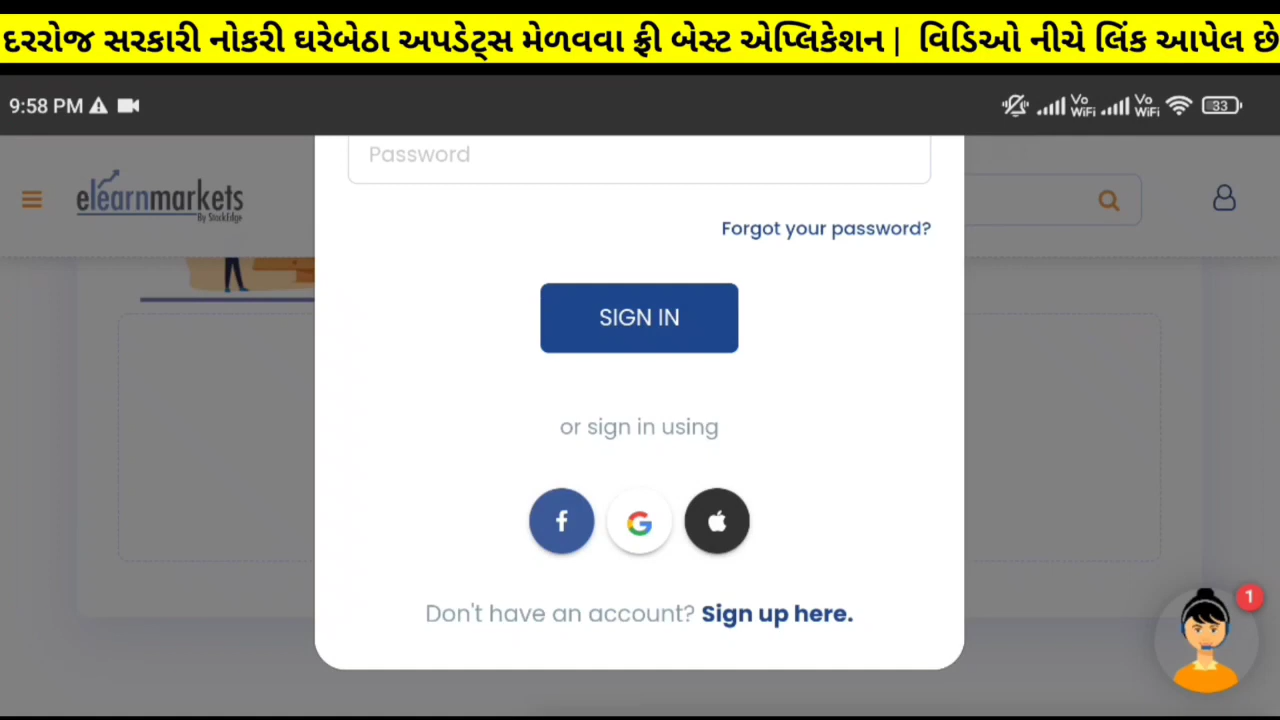 દરરોજ સરકારી નોકરી ઘરેબેઠા અપડેટ્સ મેળવવા ફ્રી બેસ્ટ એપ્લિકેશન | વિડિઓ નીચે લિંક આપેલ છે
9:58 PM Vo WiFi Vo WiFi 33
Password
elearnmarkets
By StockEdge
Forgot your password?
SIGN IN
or sign in using
Don't have an account? Sign up here.
1